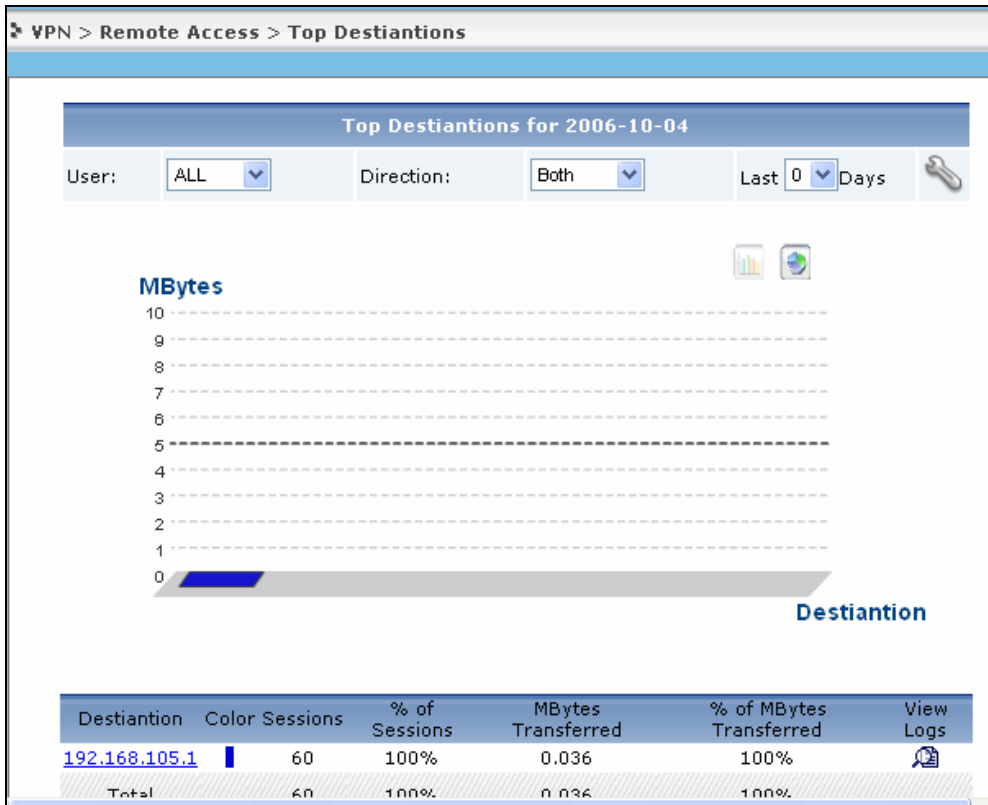 VPN > Remote Access > Top Destiantions
Top Destiantions for 2006-10-04
User: ALL Direction: Both Last 0 Days
MBytes
10
9
8
7
6
5
4
3
2
1
0
Destiantion
Destiantion Color Sessions % of Sessions MBytes Transferred % of MBytes Transferred View Logs
192.168.105.1 60 100% 0.036 100%
Total 60 100% 0.036 100%